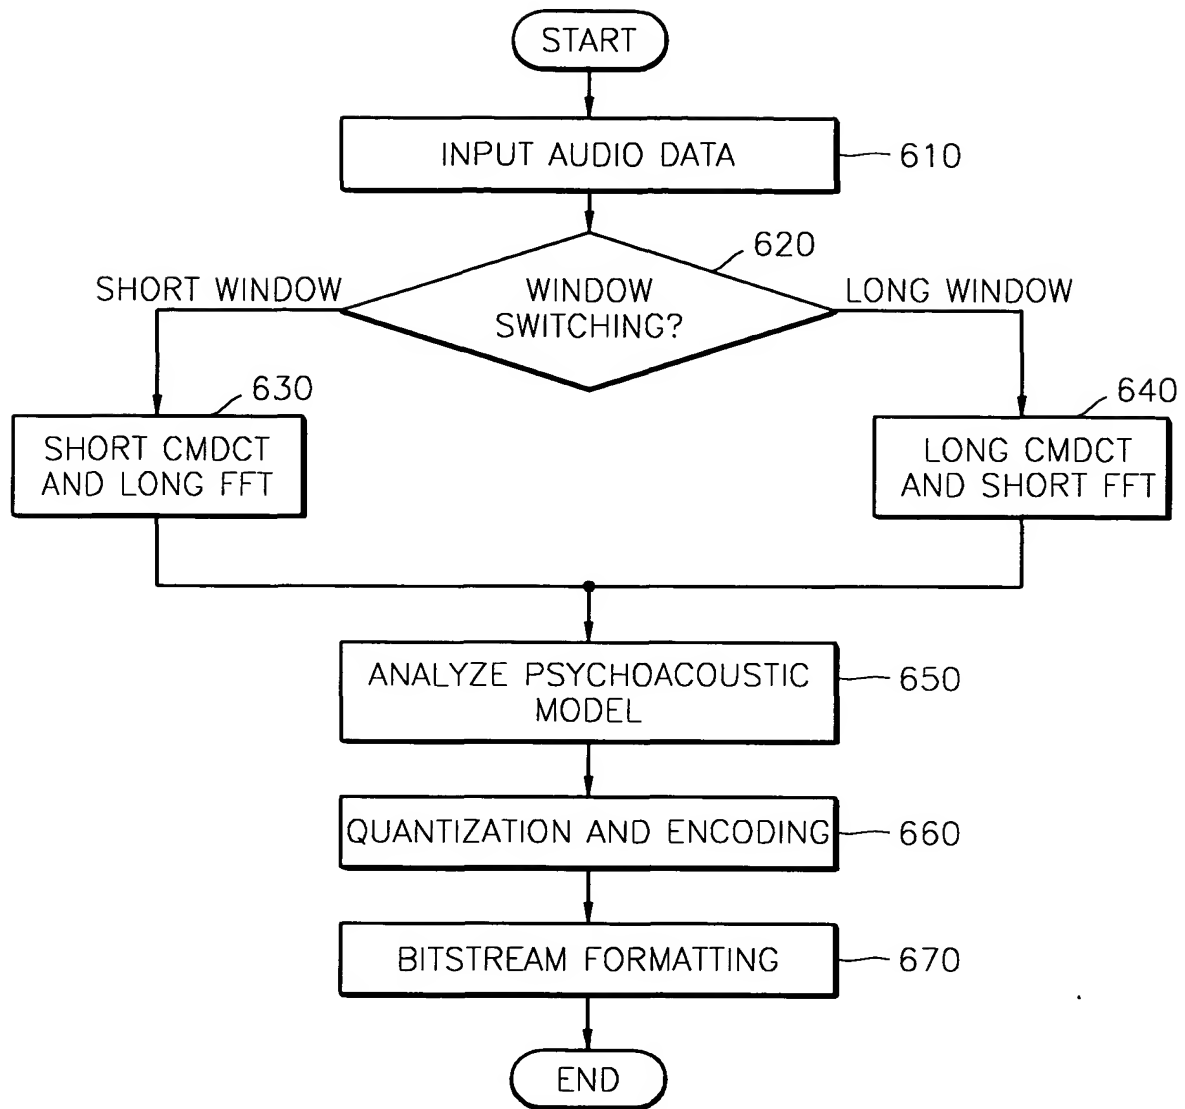 START
INPUT AUDIO DATA
610
620
SHORT WINDOW
WINDOW
SWITCHING?
LONG WINDOW
630
SHORT CMDCT
AND LONG FFT
640
LONG CMDCT
AND SHORT FFT
ANALYZE PSYCHOACOUSTIC
MODEL
650
QUANTIZATION AND ENCODING
660
BITSTREAM FORMATTING
670
END